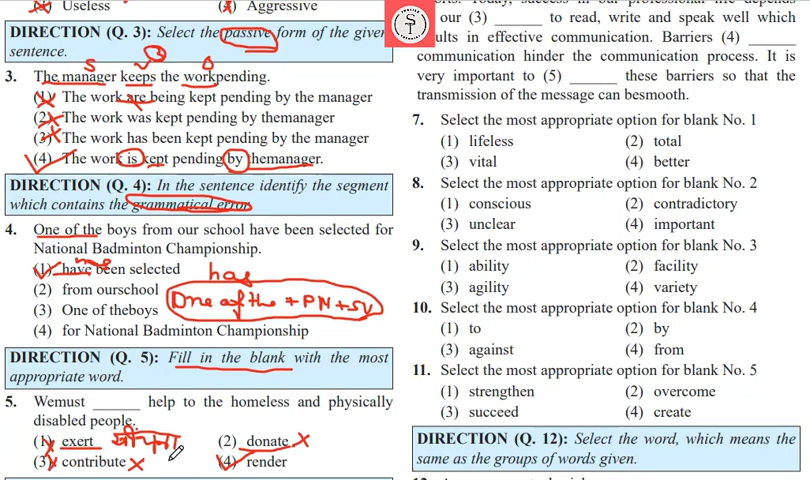 (1) Useless (2) Aggressive
DIRECTION (Q. 3): Select the passive form of the given
sentence.
S V O
3. The manager keeps the workpending.
(1) The work are being kept pending by the manager
(2) The work was kept pending by themanager
(3) The work has been kept pending by the manager
(4) The work is kept pending by themanager.
DIRECTION (Q. 4): In the sentence identify the segment
which contains the grammatical error.
4. One of the boys from our school have been selected for
National Badminton Championship.
(1) have been selected
has
(2) from ourschool
One of the + PN + SV
(3) One of theboys
(4) for National Badminton Championship
DIRECTION (Q. 5): Fill in the blank with the most
appropriate word.
5. Wemust ______ help to the homeless and physically
disabled people.
(1) exert (2) donate
(3) contribute (4) render
our (3) ______ to read, write and speak well which
ults in effective communication. Barriers (4) ______
communication hinder the communication process. It is
very important to (5) ______ these barriers so that the
transmission of the message can besmooth.
7. Select the most appropriate option for blank No. 1
(1) lifeless (2) total
(3) vital (4) better
8. Select the most appropriate option for blank No. 2
(1) conscious (2) contradictory
(3) unclear (4) important
9. Select the most appropriate option for blank No. 3
(1) ability (2) facility
(3) agility (4) variety
10. Select the most appropriate option for blank No. 4
(1) to (2) by
(3) against (4) from
11. Select the most appropriate option for blank No. 5
(1) strengthen (2) overcome
(3) succeed (4) create
DIRECTION (Q. 12): Select the word, which means the
same as the groups of words given.